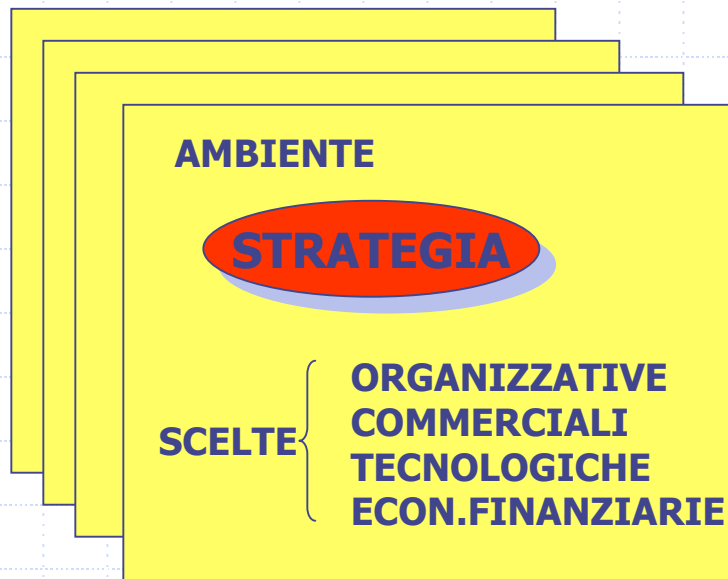 AMBIENTE
STRATEGIA
SCELTE
ORGANIZZATIVE
COMMERCIALI
TECNOLOGICHE
ECON.FINANZIARIE